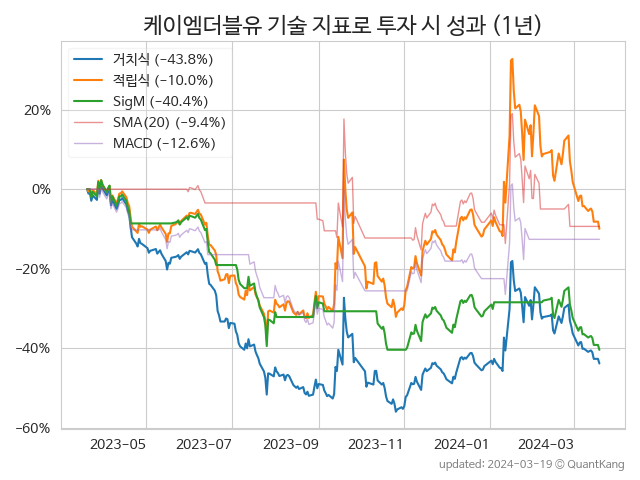 케이엠더블유 기술 지표로 투자 시 성과 (1년)
거치식 (−43.8%)
적립식 (−10.0%)
SigM (−40.4%)
SMA(20) (−9.4%)
MACD (−12.6%)
20%
0%
−20%
−40%
−60%
2023−05 2023−07 2023−09 2023−11 2024−01 2024−03
updated: 2024−03−19 © QuantKang